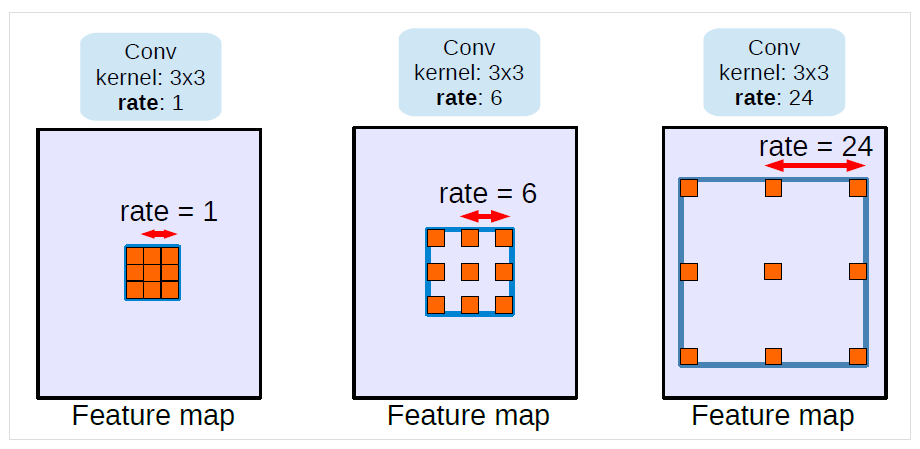 Conv
kernel: 3x3
rate: 1
Conv
kernel: 3x3
rate: 6
Conv
kernel: 3x3
rate: 24
rate = 1
rate = 6
rate = 24
Feature map
Feature map
Feature map